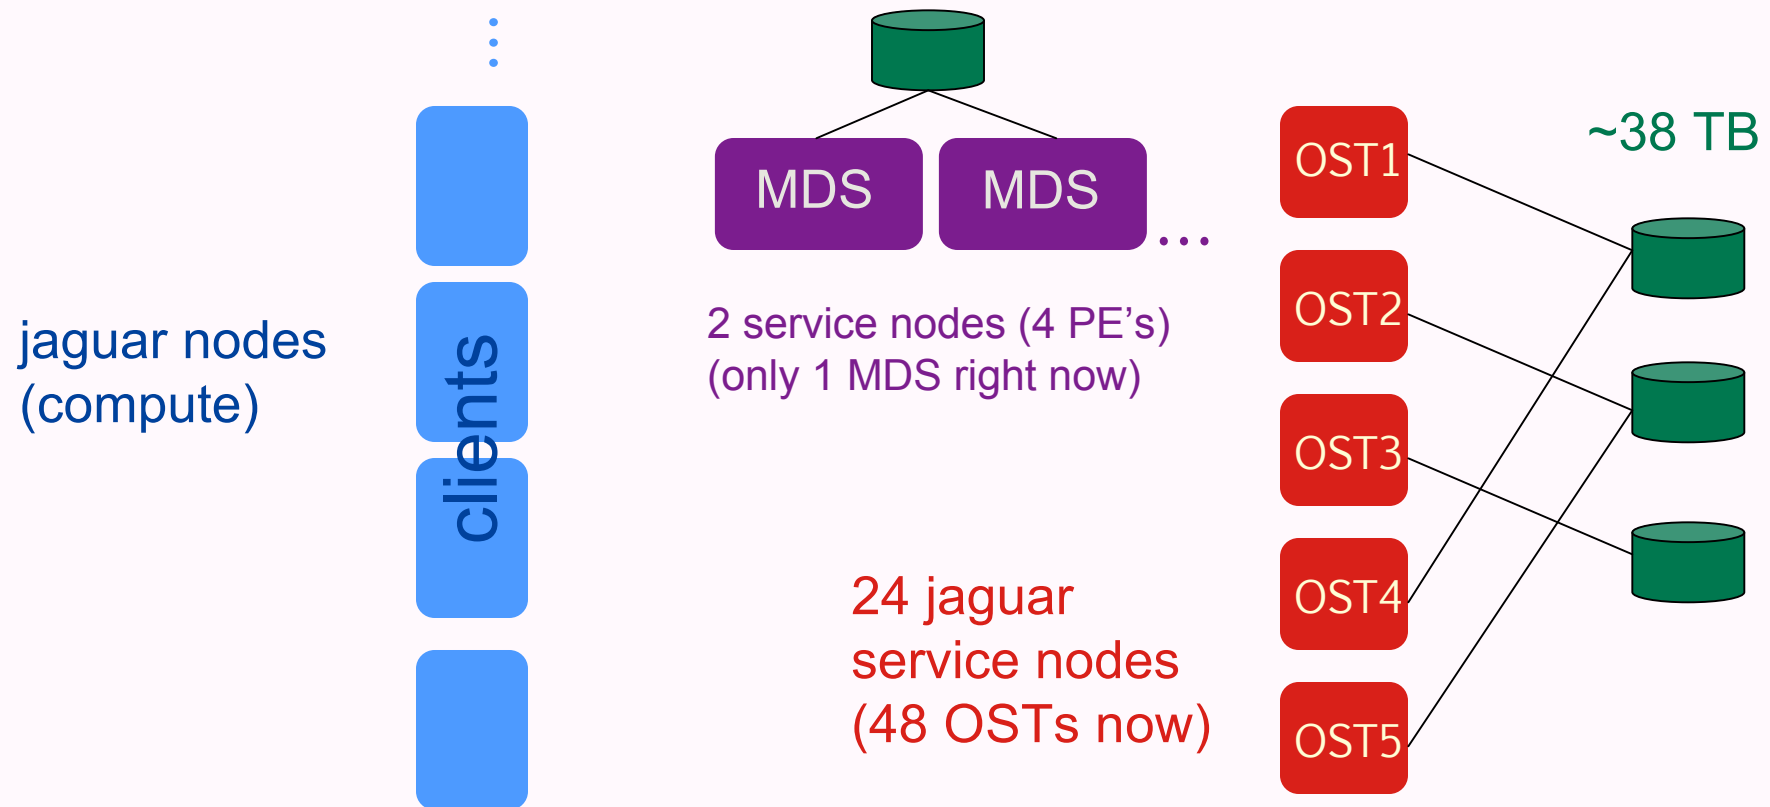 jaguar nodes
(compute)
clients
MDS
MDS
...
2 service nodes (4 PE’s)
(only 1 MDS right now)
24 jaguar
service nodes
(48 OSTs now)
OST1
OST2
OST3
OST4
OST5
~38 TB